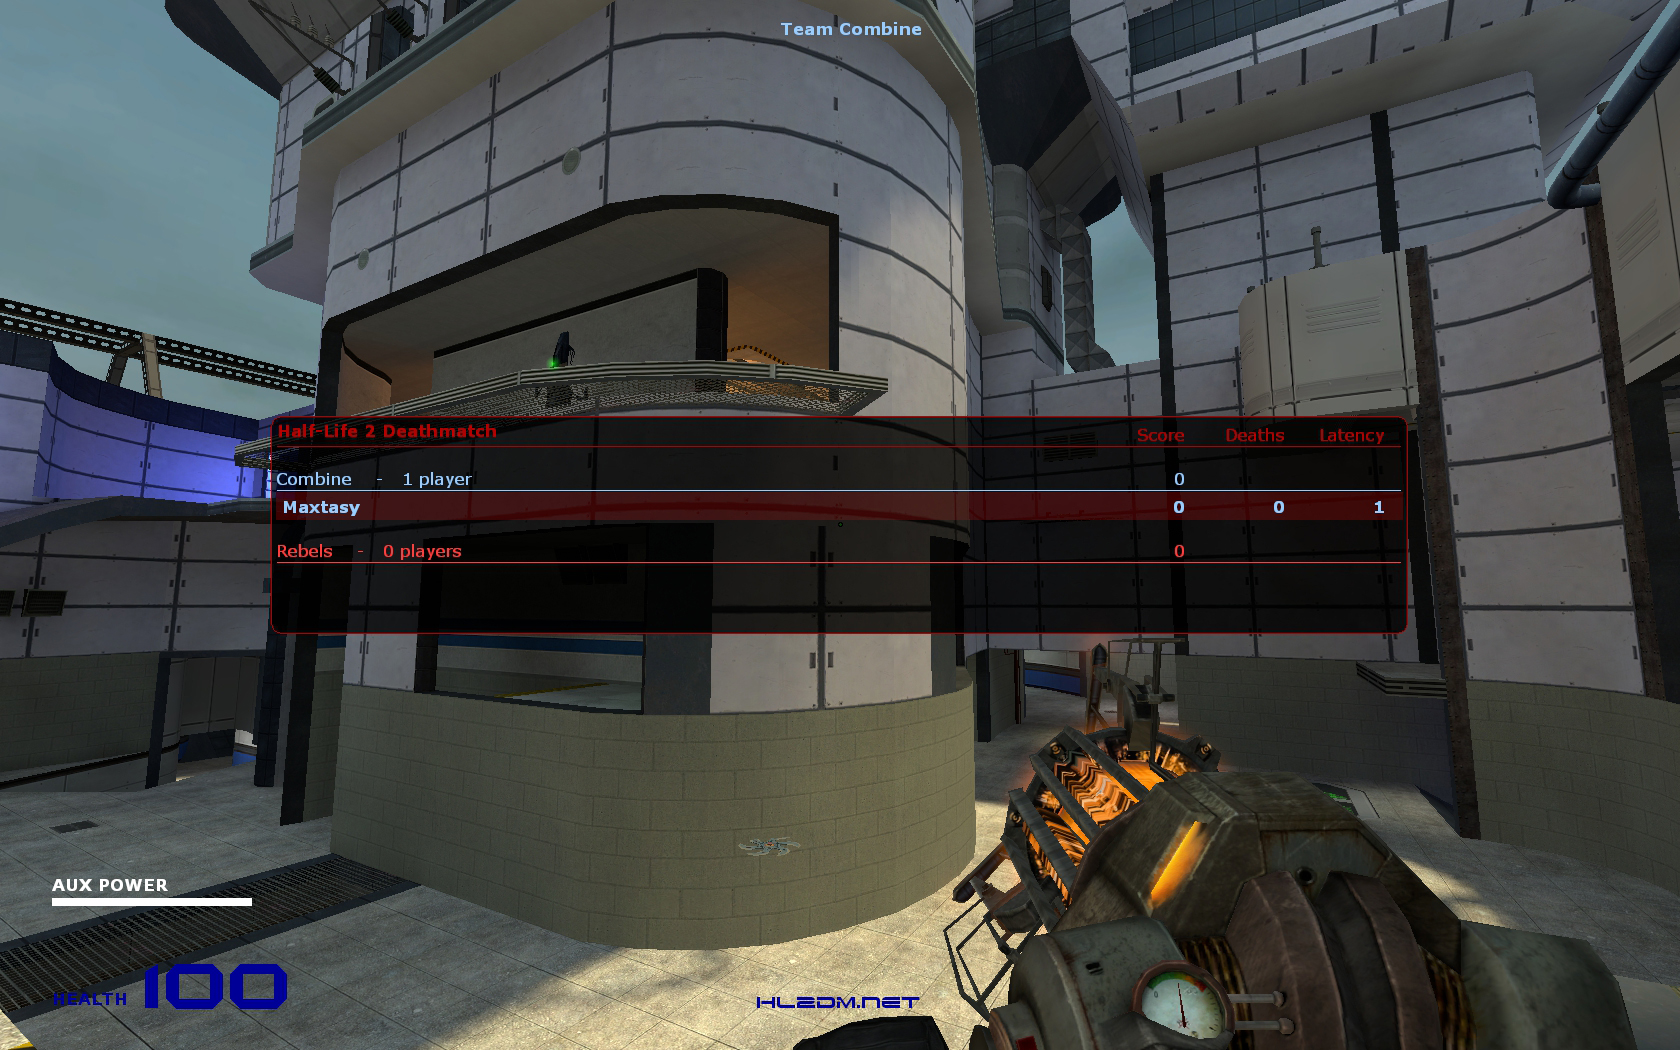 Team Combine
Half-Life 2 Deathmatch Score Deaths Latency
Combine - 1 player 0
Maxtasy 0 0 1
Rebels - 0 players 0
AUX POWER
HEALTH 100
HL2DM.NET